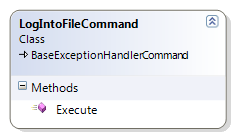 LogIntoFileCommand
Class
BaseExceptionHandlerCommand
Methods
Execute